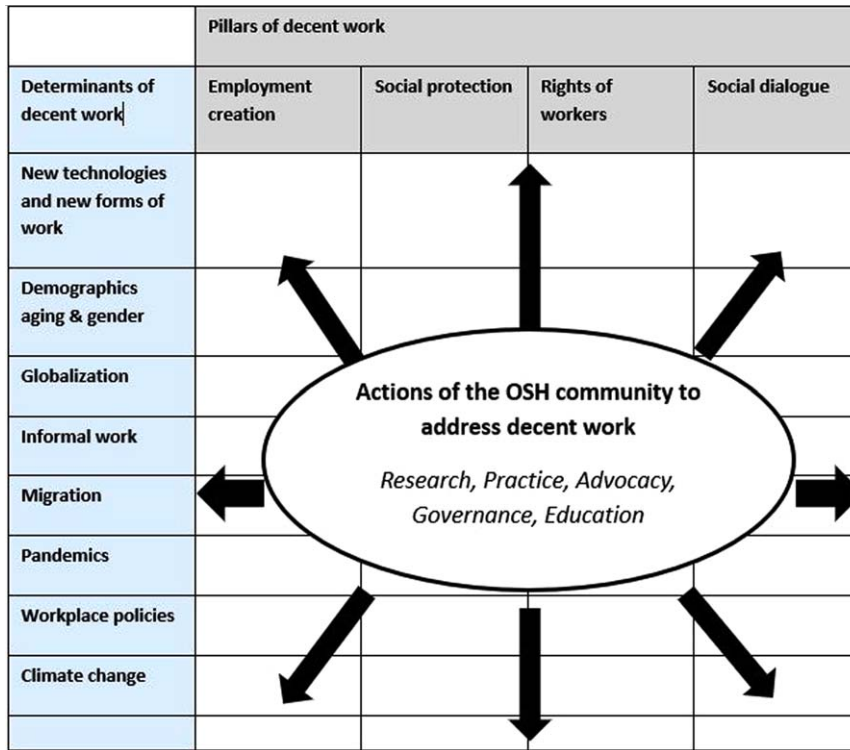 Pillars of decent work
Determinants of
decent work
Employment
creation
Social protection
Rights of
workers
Social dialogue
New technologies
and new forms of
work
Demographics
aging & gender
Globalization
Informal work
Migration
Pandemics
Workplace policies
Climate change
Actions of the OSH community to
address decent work
Research, Practice, Advocacy,
Governance, Education